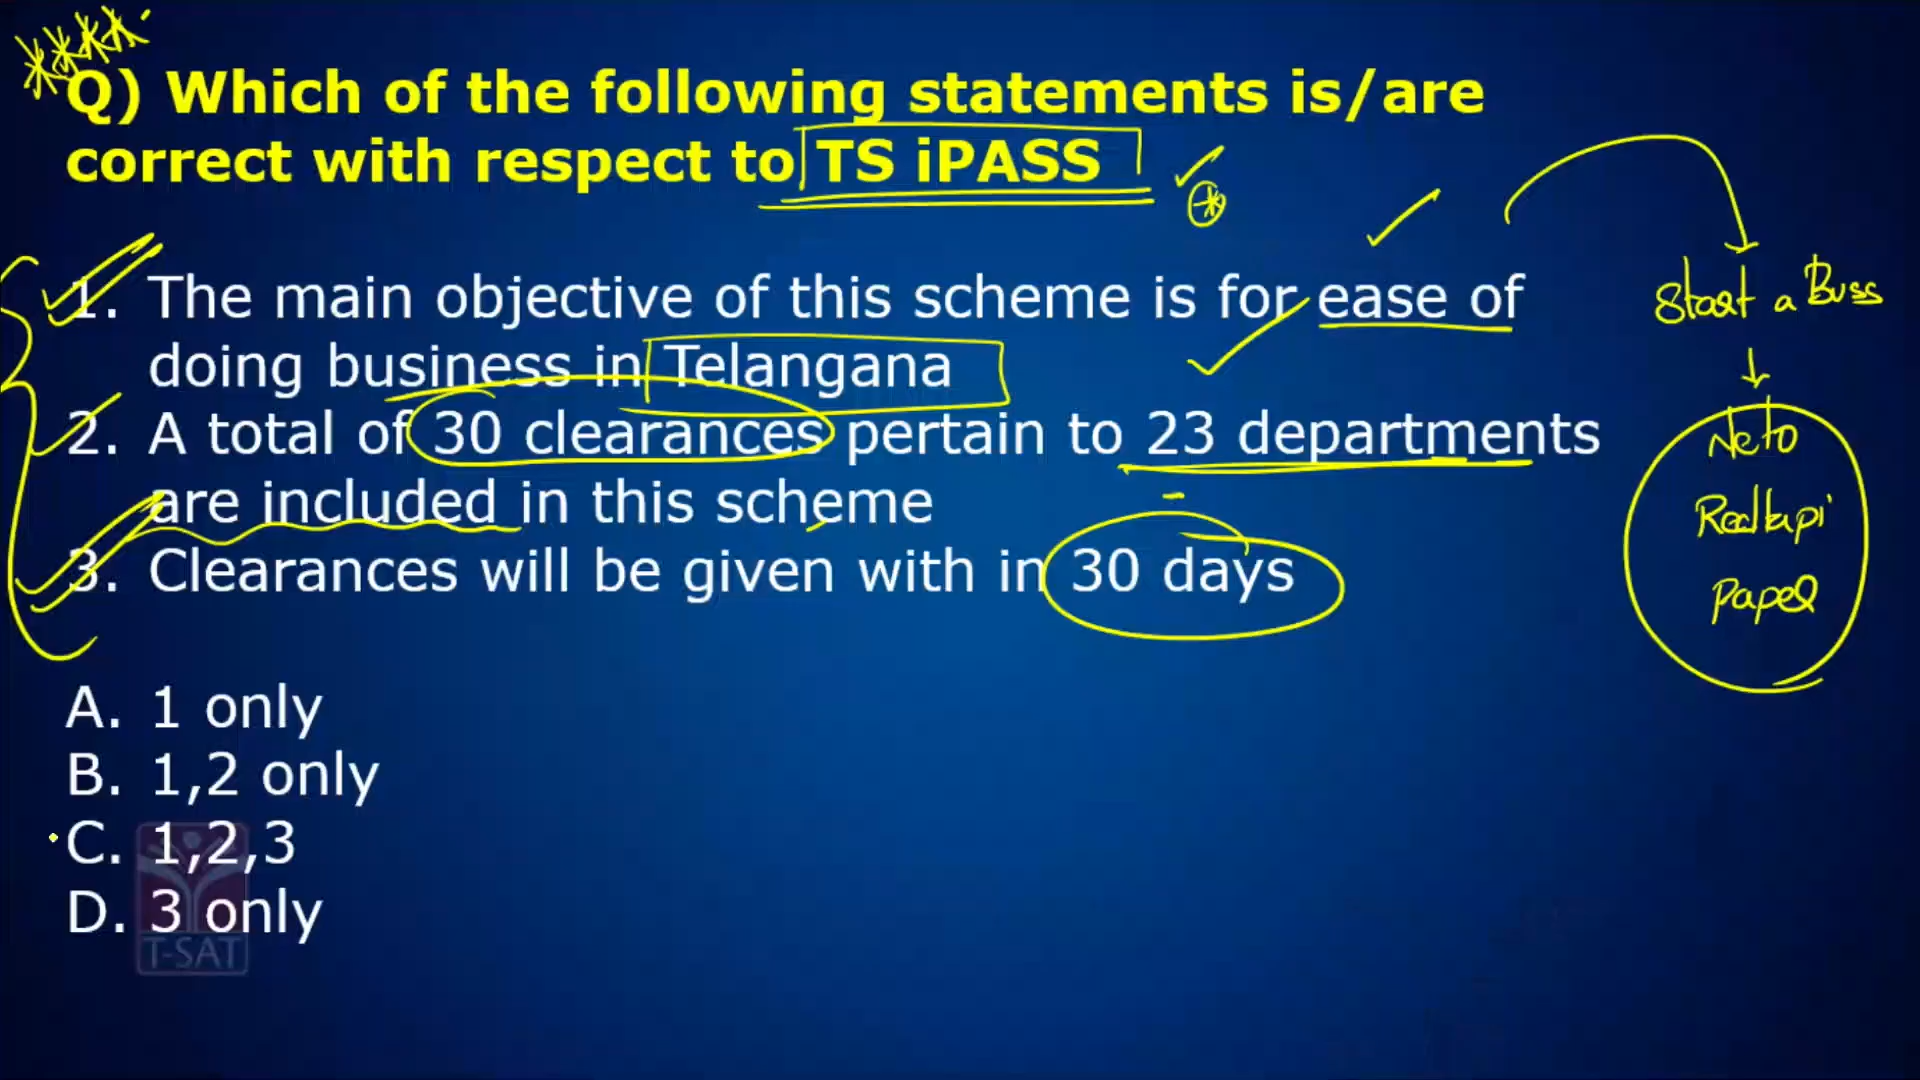 Q) Which of the following statements is/are
correct with respect to TS iPASS
1. The main objective of this scheme is for ease of
doing business in Telangana
2. A total of 30 clearances pertain to 23 departments
are included in this scheme
3. Clearances will be given with in 30 days
A. 1 only
B. 1,2 only
C. 1,2,3
D. 3 only
T-SAT
Start a Buss
Neto
Redtapi
Paper